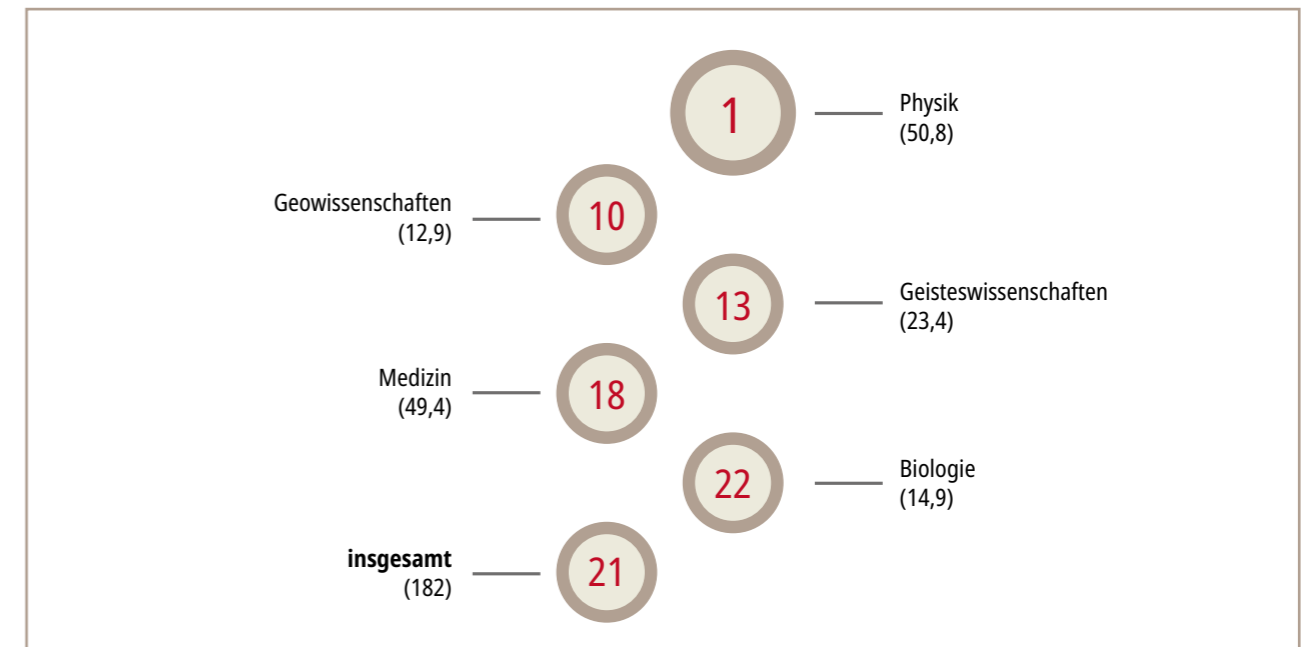 1
Physik
(50,8)
Geowissenschaften
(12,9)
10
13
Geisteswissenschaften
(23,4)
Medizin
(49,4)
18
22
Biologie
(14,9)
insgesamt
(182)
21